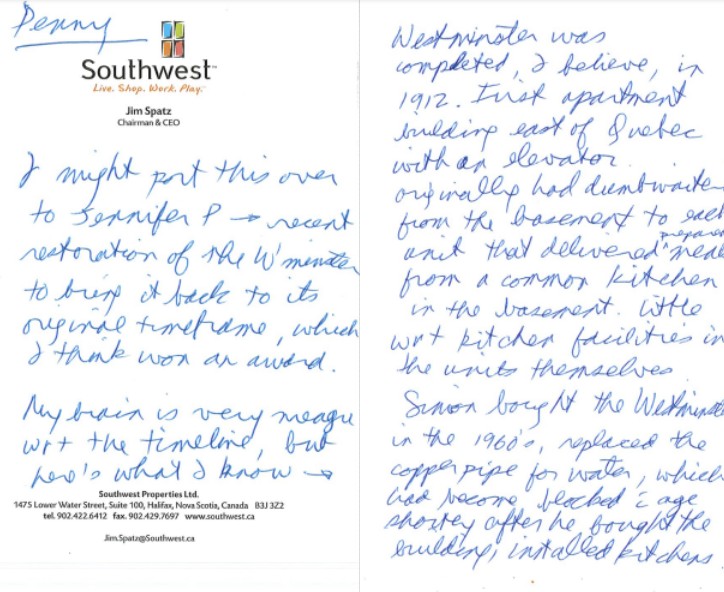 Penny
Southwest™
Live. Shop. Work. Play.™
Jim Spatz
Chairman & CEO
I might port this over
to Jennifer P → recent
restoration of the W'minster
to bring it back to its
original timeframe, which
I think won an award.
My brain is very meagre
wrt the timeline, but
here's what I know →
Southwest Properties Ltd.
1475 Lower Water Street, Suite 100, Halifax, Nova Scotia, Canada B3J 3Z2
tel. 902.422.6412 fax. 902.429.7697 www.southwest.ca
Jim.Spatz@Southwest.ca
Westminster was
completed, I believe, in
1912. First apartment
building east of Quebec
with an elevator.
originally had dumbwaiter
from the basement to each
unit that delivered ^prepared meals
from a common kitchen
in the basement. Little
wrt kitchen facilities in
the units themselves
Simon bought the Westminste
in the 1960's, replaced the
copper pipe for water, which
had become blocked c age
shortly after he bought the
building, installed kitchens